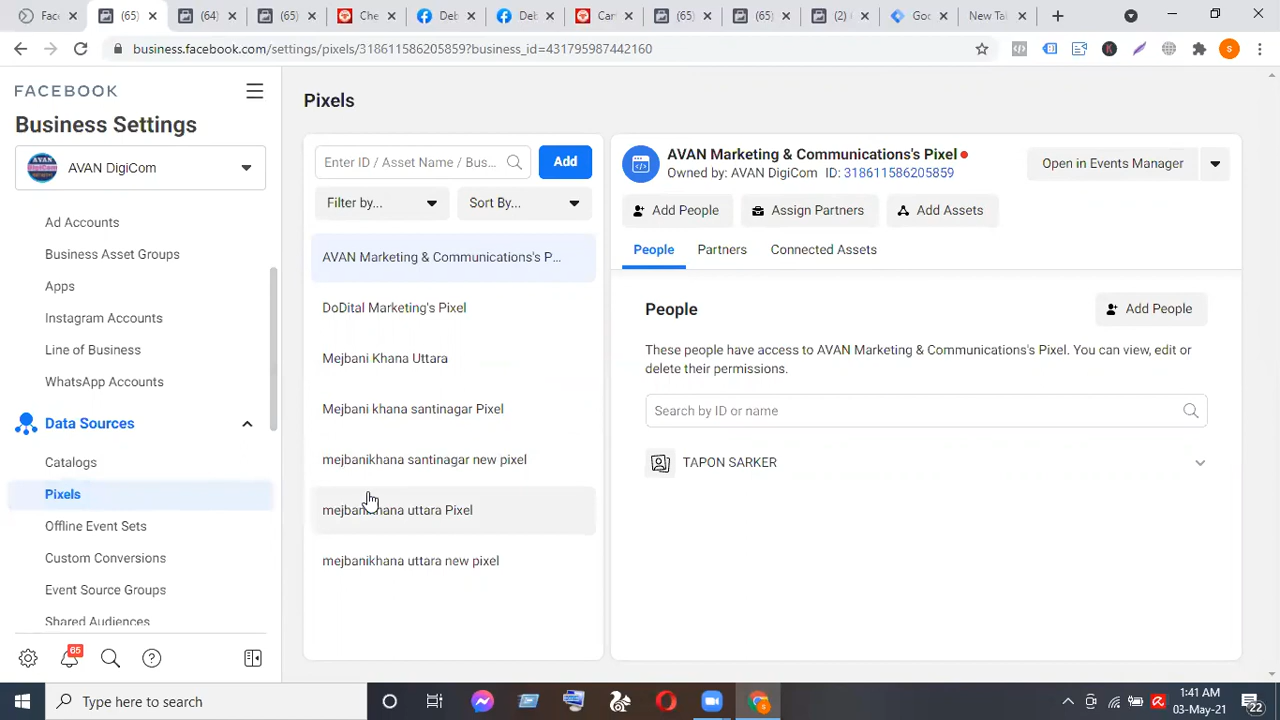 Fac
(65)
(64)
(65)
Che
Deb
Deb
Cart
(65)
(65)
(2)
Goo
New Tal
business.facebook.com/settings/pixels/318611586205859?business_id=431795987442160
FACEBOOK
Business Settings
AVAN DigiCom
Ad Accounts
Business Asset Groups
Apps
Instagram Accounts
Line of Business
WhatsApp Accounts
Data Sources
Catalogs
Pixels
Offline Event Sets
Custom Conversions
Event Source Groups
Shared Audiences
65
Pixels
Enter ID / Asset Name / Bus...
Add
Filter by...
Sort By...
AVAN Marketing & Communications's P...
DoDital Marketing's Pixel
Mejbani Khana Uttara
Mejbani khana santinagar Pixel
mejbanikhana santinagar new pixel
mejbanikhana uttara Pixel
mejbanikhana uttara new pixel
AVAN Marketing & Communications's Pixel
Owned by: AVAN DigiCom ID: 318611586205859
Open in Events Manager
Add People
Assign Partners
Add Assets
People
Partners
Connected Assets
People
Add People
These people have access to AVAN Marketing & Communications's Pixel. You can view, edit or
delete their permissions.
Search by ID or name
TAPON SARKER
Type here to search
1:41 AM
03-May-21
22